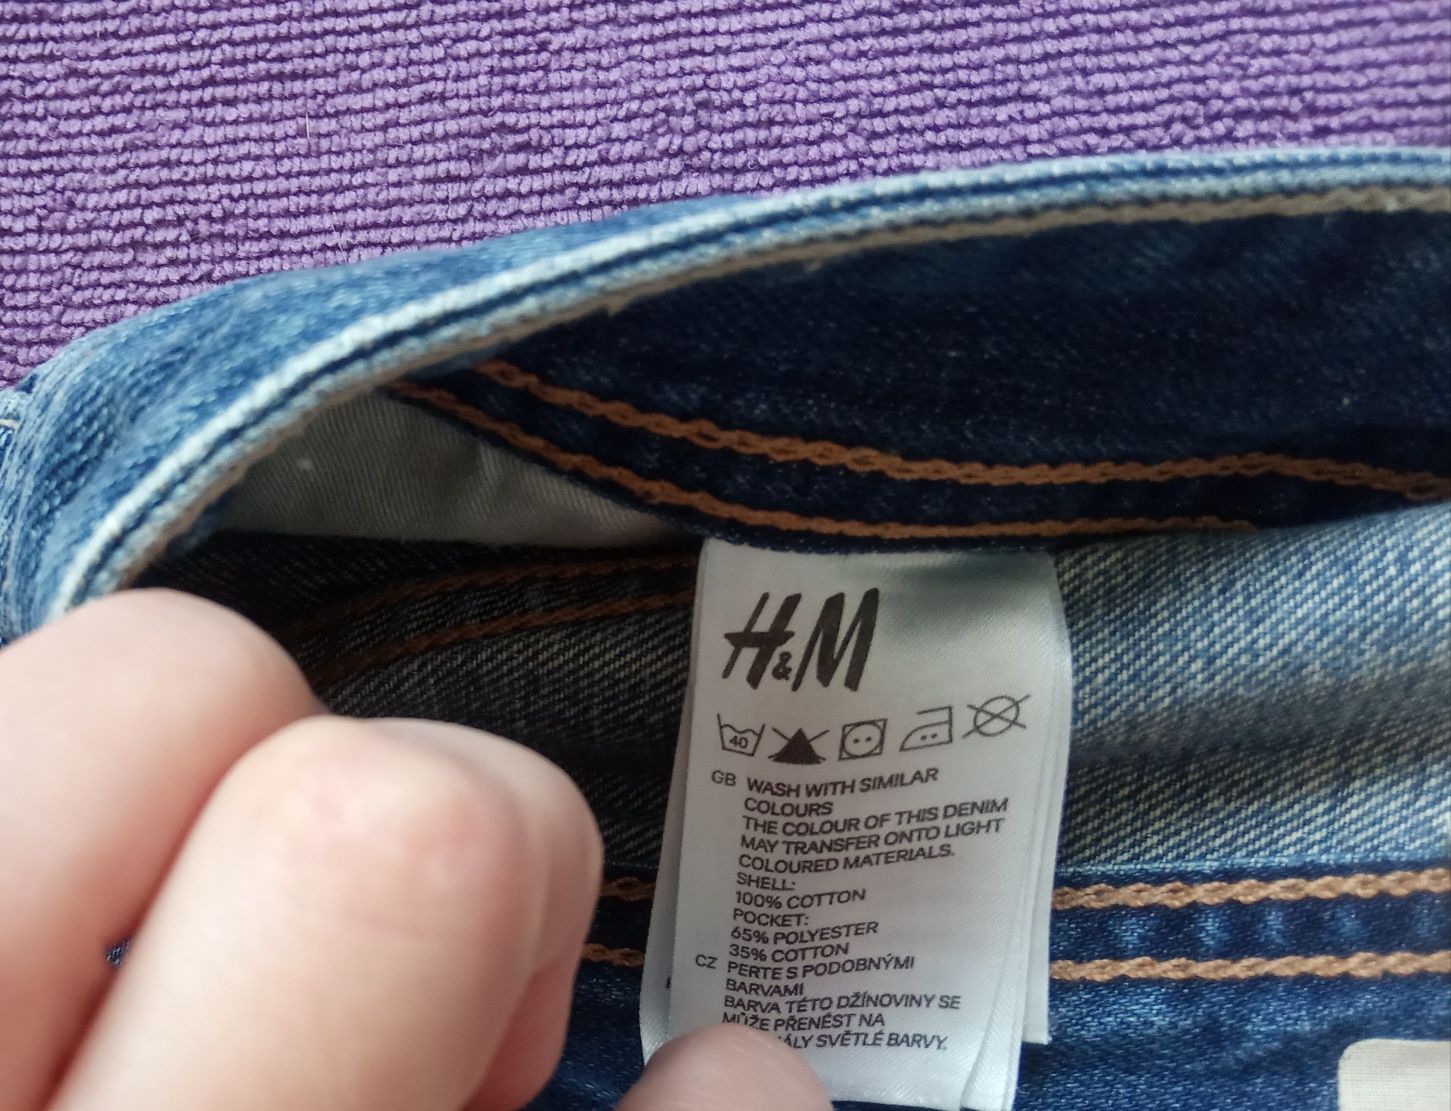 H&M
40
GB WASH WITH SIMILAR
COLOURS
THE COLOUR OF THIS DENIM
MAY TRANSFER ONTO LIGHT
COLOURED MATERIALS.
SHELL:
100% COTTON
POCKET:
65% POLYESTER
35% COTTON
CZ PERTE S PODOBNÝMI
BARVAMI
BARVA TÉTO DŽÍNOVINY SE
MŮŽE PŘENÉST NA
SVĚTLÉ BARVY.